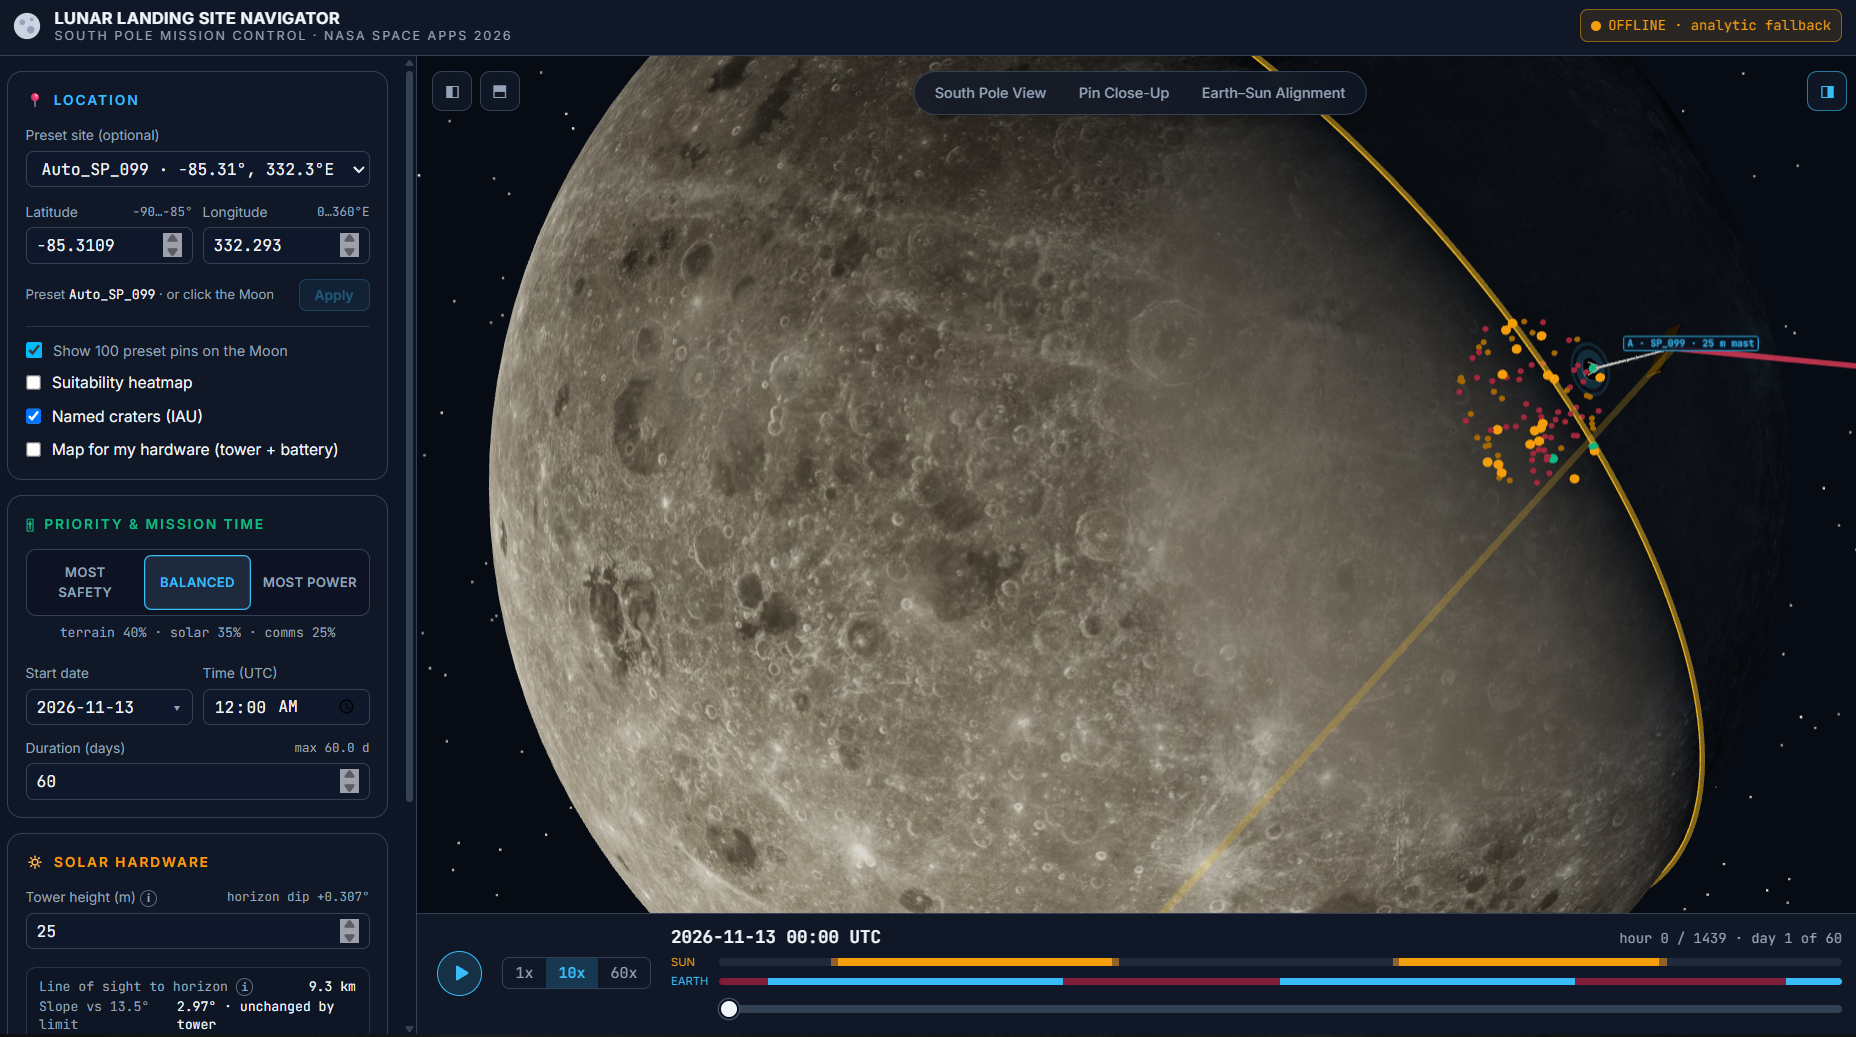 LUNAR LANDING SITE NAVIGATOR
SOUTH POLE MISSION CONTROL · NASA SPACE APPS 2026
OFFLINE · analytic fallback
LOCATION
Preset site (optional)
Auto_SP_099 · -85.31°, 332.3°E
Latitude -90…-85° Longitude 0…360°E
-85.3109 332.293
Preset Auto_SP_099 · or click the Moon Apply
Show 100 preset pins on the Moon
Suitability heatmap
Named craters (IAU)
Map for my hardware (tower + battery)
PRIORITY & MISSION TIME
MOST SAFETY BALANCED MOST POWER
terrain 40% · solar 35% · comms 25%
Start date Time (UTC)
2026-11-13 12:00 AM
Duration (days) max 60.0 d
60
SOLAR HARDWARE
Tower height (m) i horizon dip +0.307°
25
Line of sight to horizon i 9.3 km
Slope vs 13.5° limit 2.97° · unchanged by tower
South Pole View Pin Close-Up Earth–Sun Alignment
A · SP_099 · 25 m mast
2026-11-13 00:00 UTC
hour 0 / 1439 · day 1 of 60
1x 10x 60x
SUN
EARTH